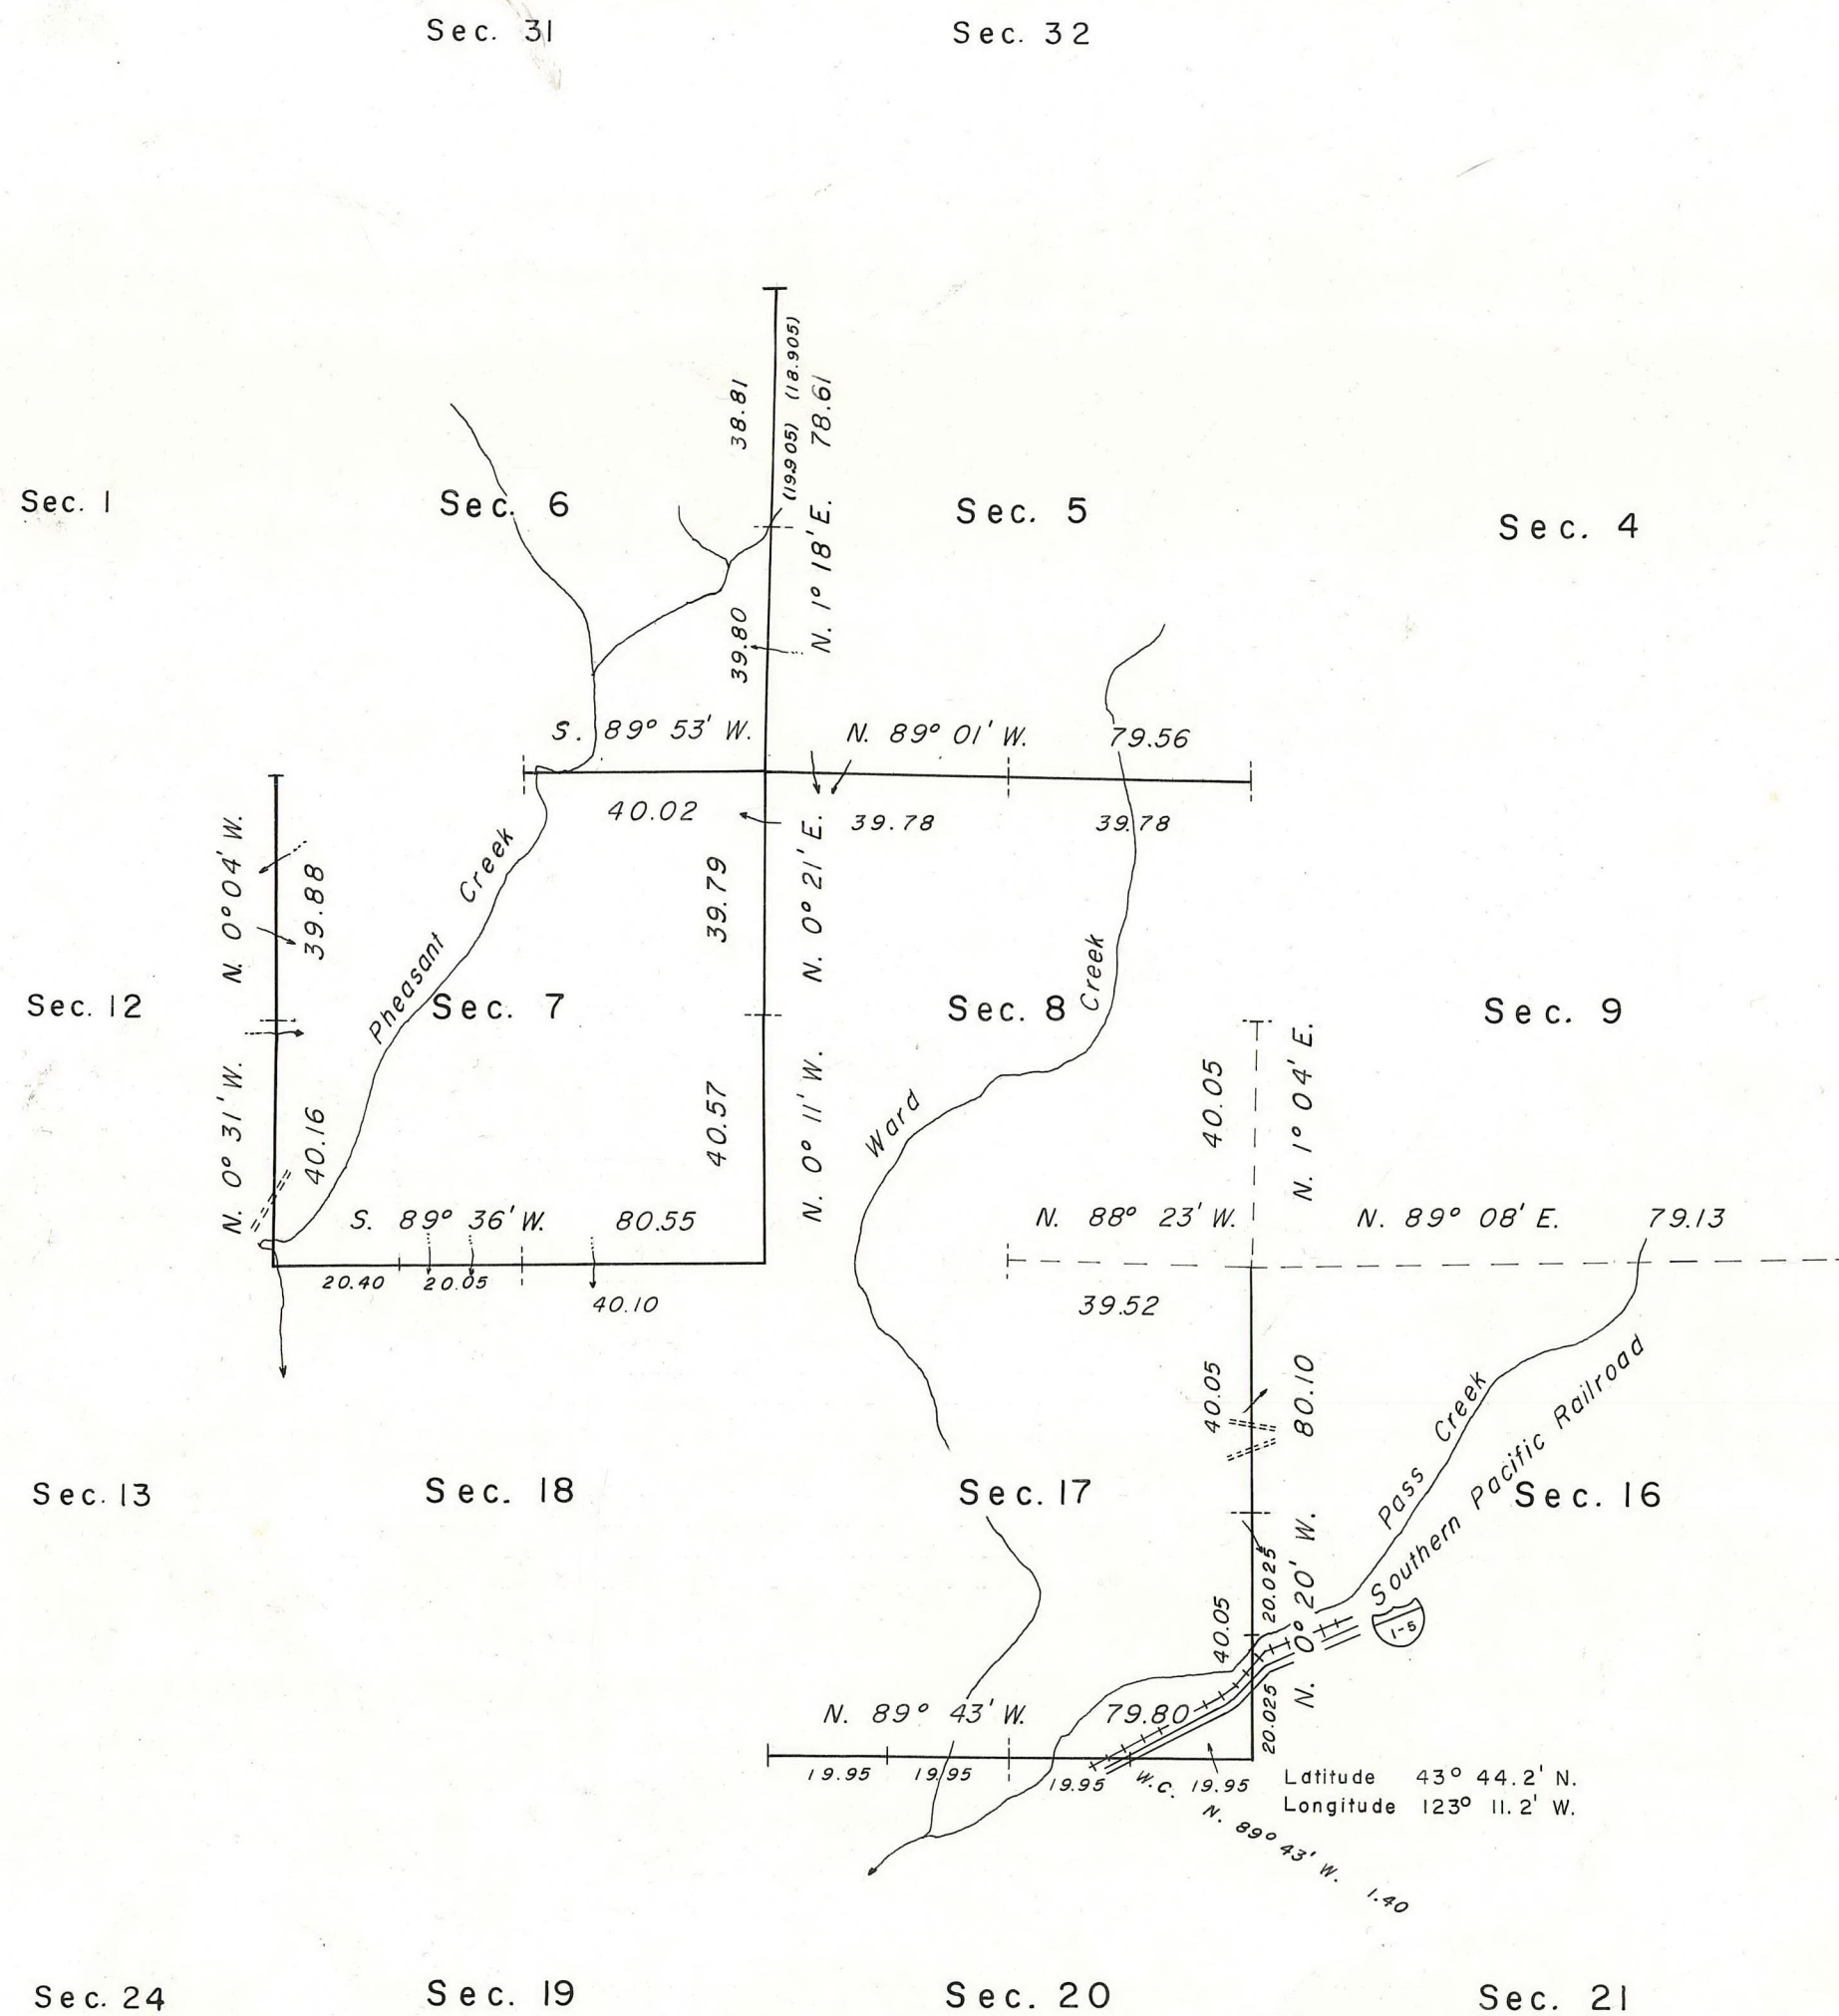 Sec. 31
Sec. 32
38.81
(19.905) (18.905)
N. 1° 18' E. 78.61
Sec. 1
Sec. 6
Sec. 5
Sec. 4
39.80
S. 89° 53' W.
N. 89° 01' W.
79.56
40.02
39.78
39.78
N. 0° 04' W.
39.88
Pheasant Creek
39.79
N. 0° 21' E.
Sec. 12
Sec. 7
Sec. 8
Sec. 9
Ward Creek
N. 0° 31' W.
40.16
40.57
N. 0° 11' W.
40.05
N. 1° 04' E.
S. 89° 36' W.
80.55
N. 88° 23' W.
N. 89° 08' E.
79.13
20.40
20.05
40.10
39.52
40.05
80.10
Pass Creek
Southern Pacific Railroad
Sec. 13
Sec. 18
Sec. 17
Sec. 16
40.05
20.025
N. 0° 20' W.
I-5
20.025
N. 89° 43' W.
79.80
19.95
19.95
19.95
W.C.
19.95
N. 89° 43' W. 1.40
Latitude 43° 44.2' N.
Longitude 123° 11.2' W.
Sec. 24
Sec. 19
Sec. 20
Sec. 21